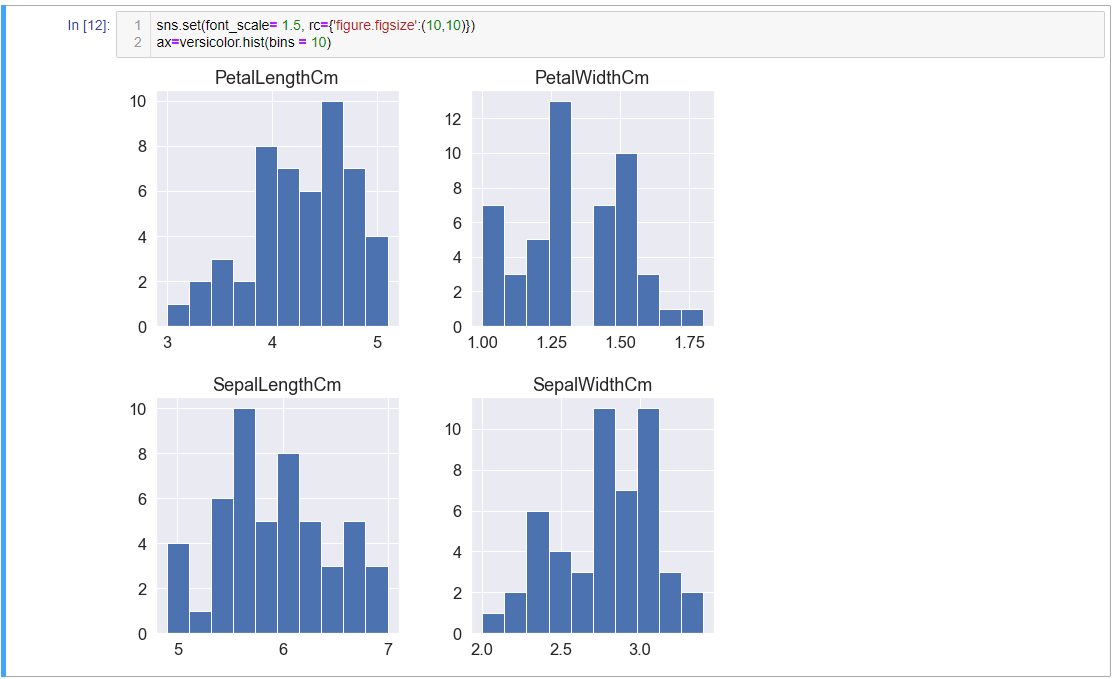 In [12]:
1 sns.set(font_scale= 1.5, rc={'figure.figsize':(10,10)})
2 ax=versicolor.hist(bins = 10)
PetalLengthCm
10
8
6
4
2
0
3 4 5
PetalWidthCm
12
10
8
6
4
2
0
1.00 1.25 1.50 1.75
SepalLengthCm
10
8
6
4
2
0
5 6 7
SepalWidthCm
10
8
6
4
2
0
2.0 2.5 3.0